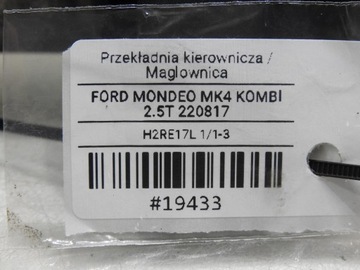 Przekładnia kierownicza /
Maglownica
FORD MONDEO MK4 KOMBI
2.5T 220817
H2RE17L 1/1-3
#19433